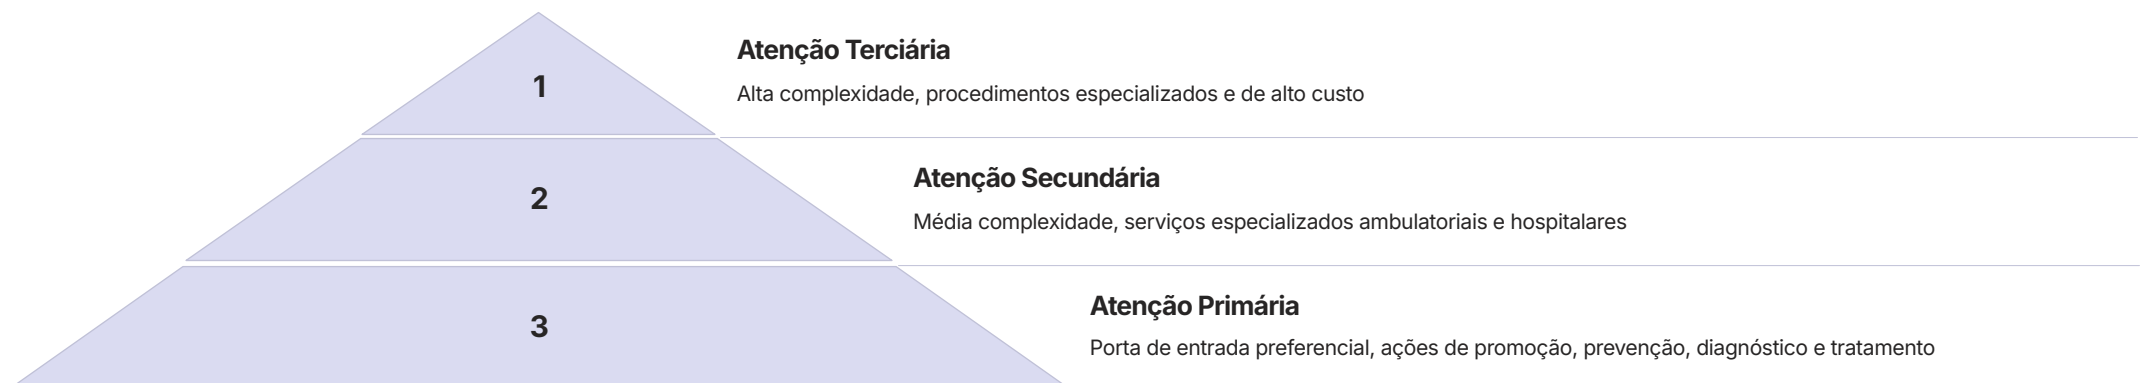 1
Atenção Terciária
Alta complexidade, procedimentos especializados e de alto custo
2
Atenção Secundária
Média complexidade, serviços especializados ambulatoriais e hospitalares
3
Atenção Primária
Porta de entrada preferencial, ações de promoção, prevenção, diagnóstico e tratamento